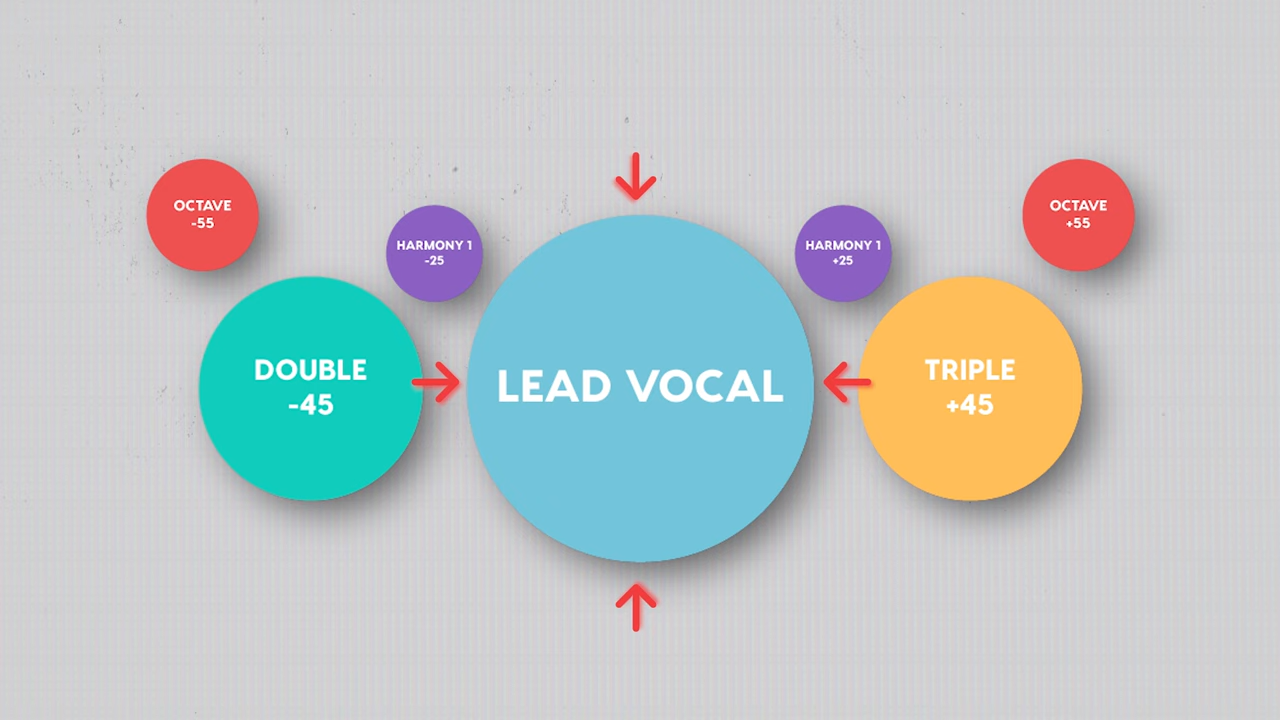 OCTAVE
-55
HARMONY 1
-25
HARMONY 1
+25
OCTAVE
+55
DOUBLE
-45
LEAD VOCAL
TRIPLE
+45